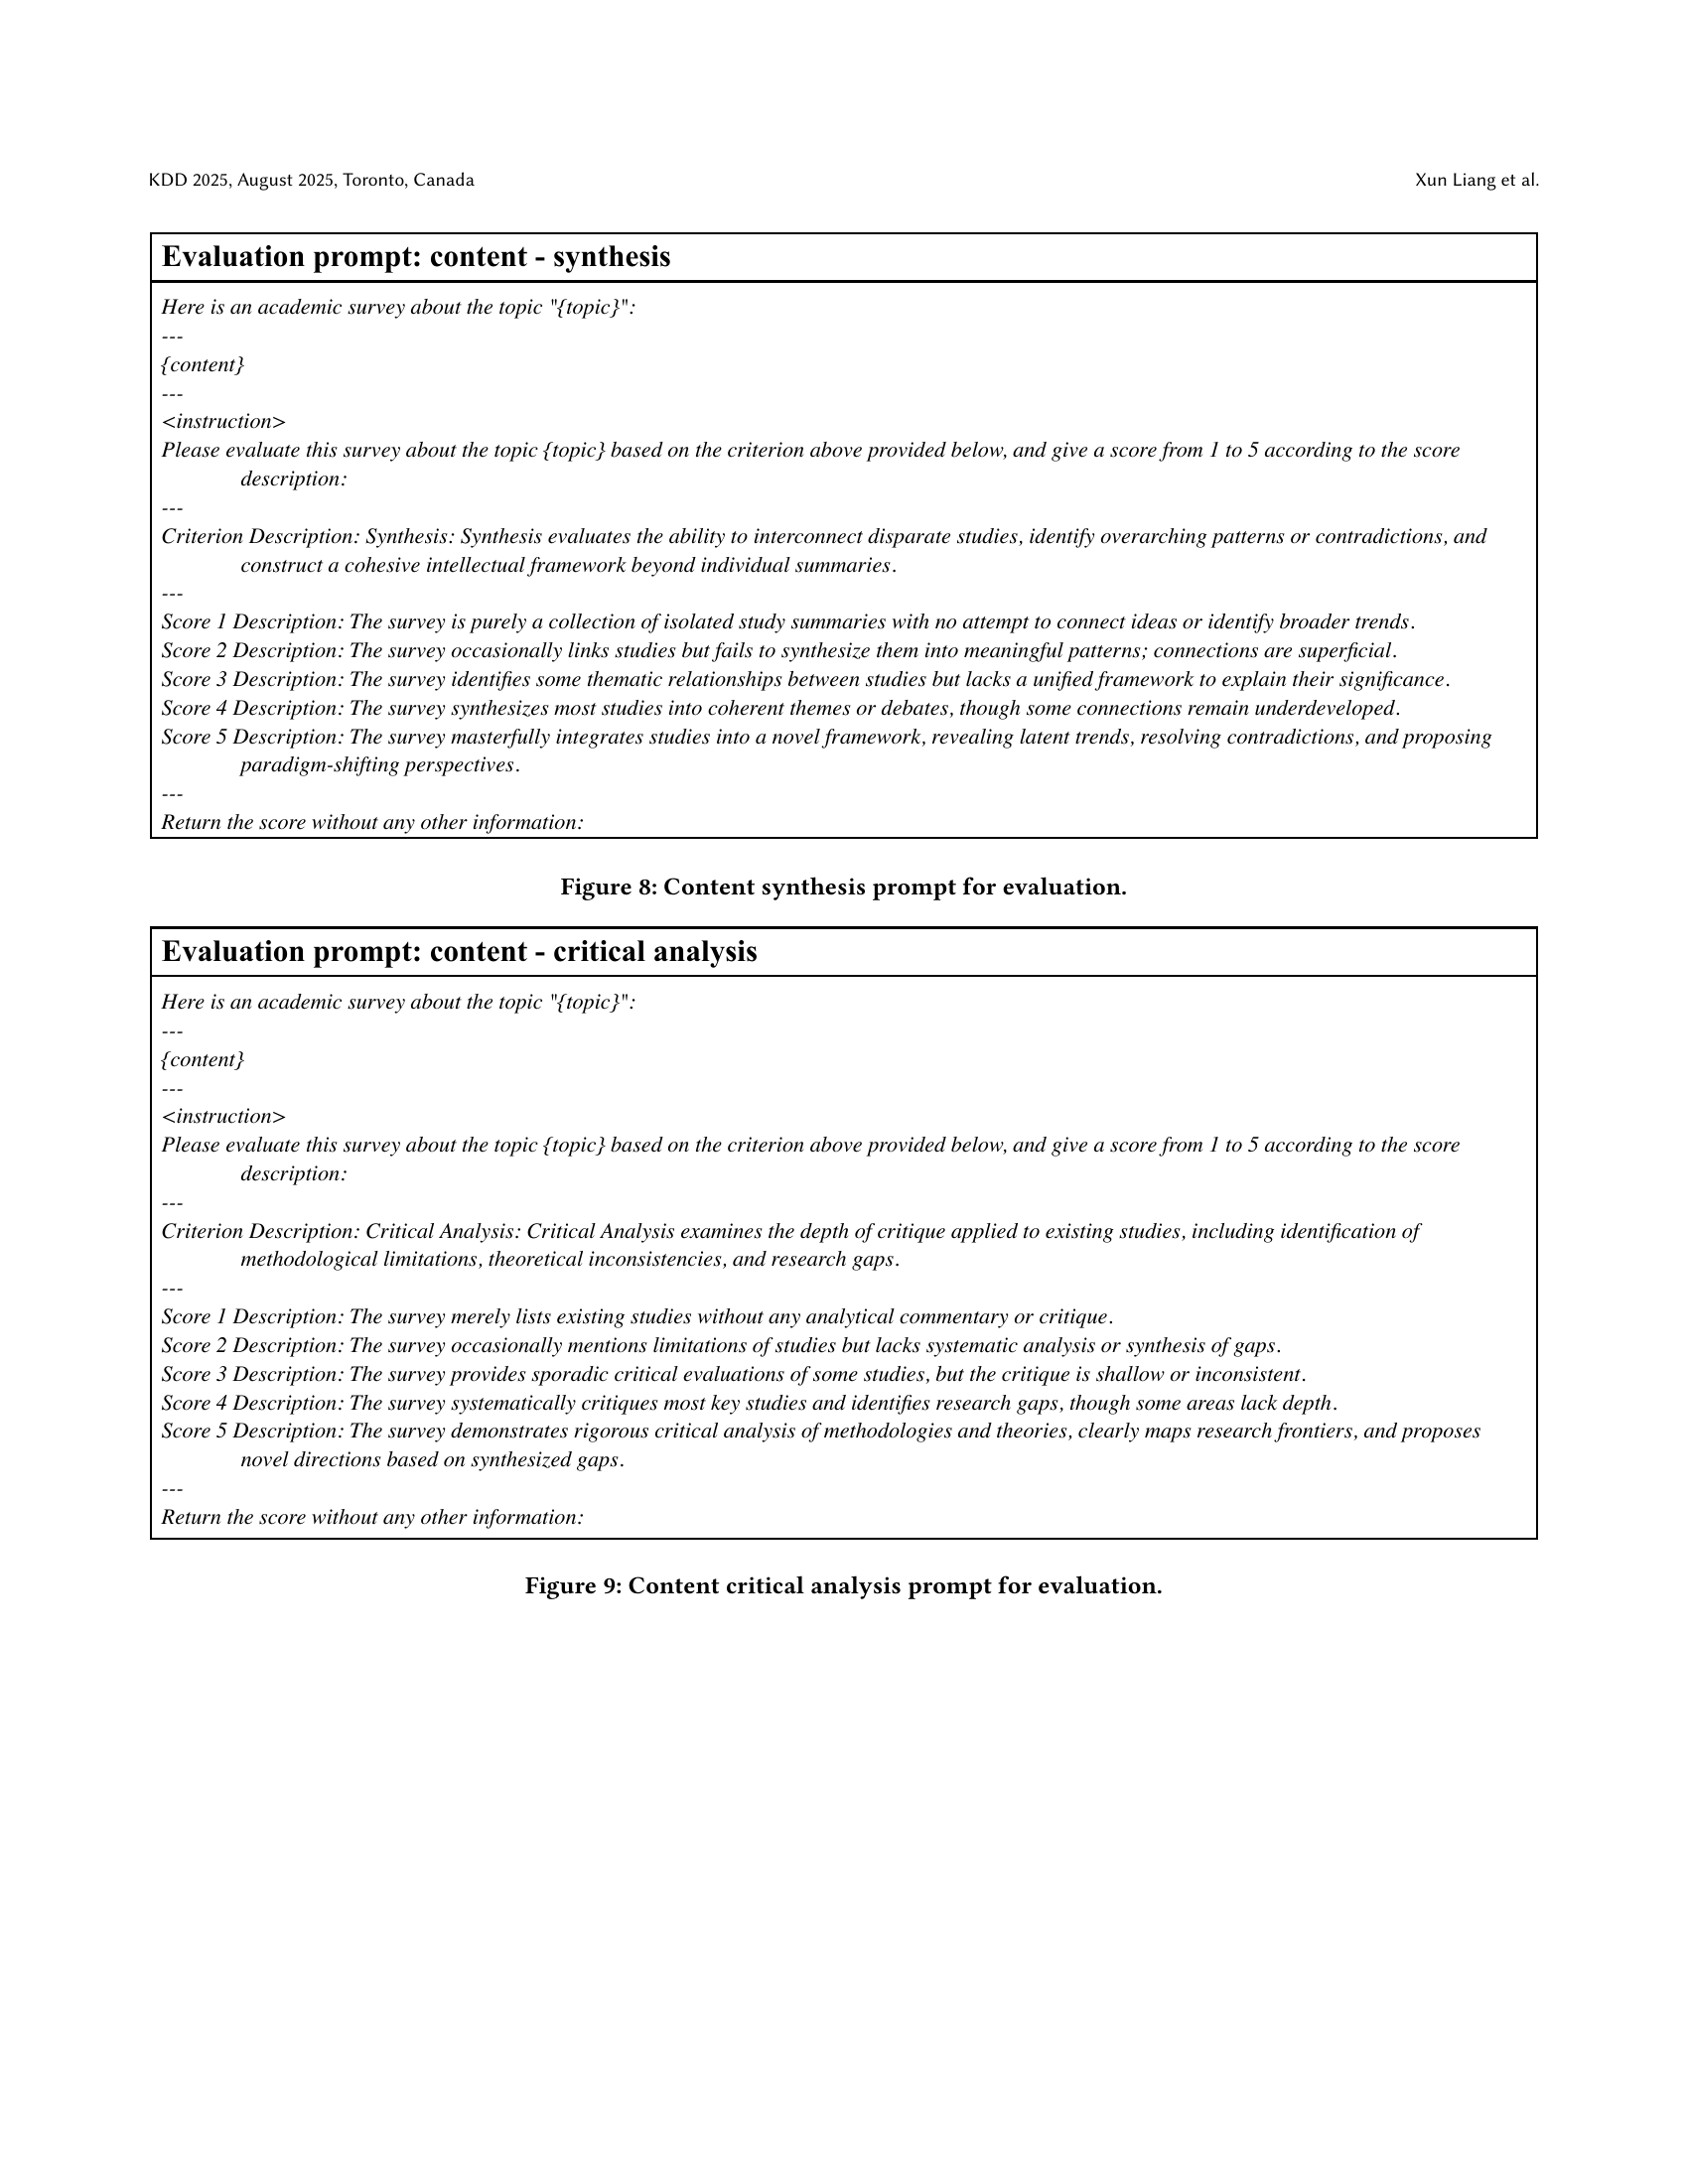 KDD 2025, August 2025, Toronto, Canada
Xun Liang et al.
Evaluation prompt: content - synthesis
Here is an academic survey about the topic "{topic}":
---
{content}
---
<instruction>
Please evaluate this survey about the topic {topic} based on the criterion above provided below, and give a score from 1 to 5 according to the score
description:
---
Criterion Description: Synthesis: Synthesis evaluates the ability to interconnect disparate studies, identify overarching patterns or contradictions, and
construct a cohesive intellectual framework beyond individual summaries.
---
Score 1 Description: The survey is purely a collection of isolated study summaries with no attempt to connect ideas or identify broader trends.
Score 2 Description: The survey occasionally links studies but fails to synthesize them into meaningful patterns; connections are superficial.
Score 3 Description: The survey identifies some thematic relationships between studies but lacks a unified framework to explain their significance.
Score 4 Description: The survey synthesizes most studies into coherent themes or debates, though some connections remain underdeveloped.
Score 5 Description: The survey masterfully integrates studies into a novel framework, revealing latent trends, resolving contradictions, and proposing
paradigm-shifting perspectives.
---
Return the score without any other information:
Figure 8: Content synthesis prompt for evaluation.
Evaluation prompt: content - critical analysis
Here is an academic survey about the topic "{topic}":
---
{content}
---
<instruction>
Please evaluate this survey about the topic {topic} based on the criterion above provided below, and give a score from 1 to 5 according to the score
description:
---
Criterion Description: Critical Analysis: Critical Analysis examines the depth of critique applied to existing studies, including identification of
methodological limitations, theoretical inconsistencies, and research gaps.
---
Score 1 Description: The survey merely lists existing studies without any analytical commentary or critique.
Score 2 Description: The survey occasionally mentions limitations of studies but lacks systematic analysis or synthesis of gaps.
Score 3 Description: The survey provides sporadic critical evaluations of some studies, but the critique is shallow or inconsistent.
Score 4 Description: The survey systematically critiques most key studies and identifies research gaps, though some areas lack depth.
Score 5 Description: The survey demonstrates rigorous critical analysis of methodologies and theories, clearly maps research frontiers, and proposes
novel directions based on synthesized gaps.
---
Return the score without any other information:
Figure 9: Content critical analysis prompt for evaluation.